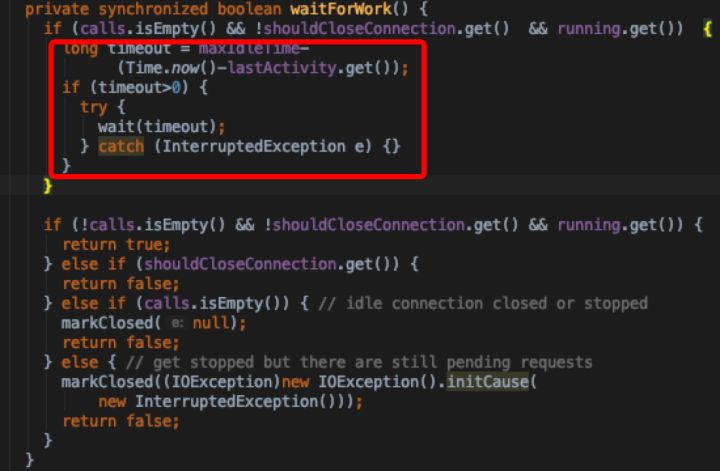 private synchronized boolean waitForWork() {
if (calls.isEmpty() && !shouldCloseConnection.get()  && running.get())  {
long timeout = maxIdleTime-
(Time.now()-lastActivity.get());
if (timeout>0) {
try {
wait(timeout);
} catch (InterruptedException e) {}
}
}
if (!calls.isEmpty() && !shouldCloseConnection.get() && running.get()) {
return true;
} else if (shouldCloseConnection.get()) {
return false;
} else if (calls.isEmpty()) { // idle connection closed or stopped
markClosed( e: null);
return false;
} else { // get stopped but there are still pending requests
markClosed((IOException)new IOException().initCause(
new InterruptedException()));
return false;
}
}